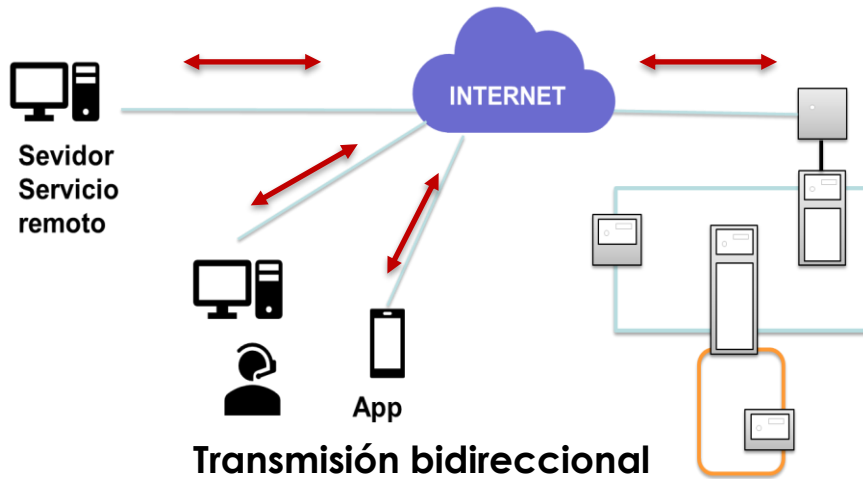 INTERNET
Sevidor
Servicio
remoto
App
Transmisión bidireccional